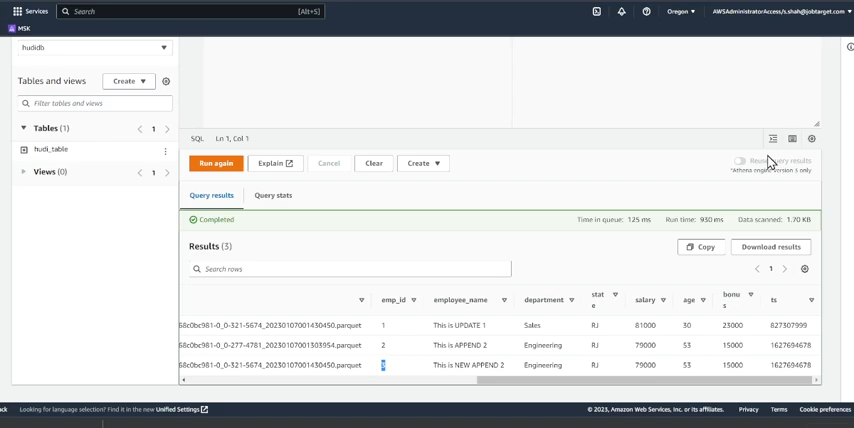 Services Search [Alt+S] Oregon ▼ AWSAdministratorAccess/s.shah@jobtarget.com ▼
MSK
hudidb
Tables and views Create ▼
Filter tables and views
Tables (1) 1
hudi_table
Views (0) 1
SQL Ln 1, Col 1
Run again Explain Cancel Clear Create ▼ Reuse query results
*Athena engine version 3 only
Query results Query stats
Completed Time in queue: 125 ms Run time: 930 ms Data scanned: 1.70 KB
Results (3) Copy Download results
Search rows 1
emp_id employee_name department state salary age bonus ts
68c0bc981-0_0-321-5674_20230107001430450.parquet 1 This is UPDATE 1 Sales RJ 81000 30 23000 827307999
68c0bc981-0_0-277-4781_20230107001303954.parquet 2 This is APPEND 2 Engineering RJ 79000 53 15000 1627694678
68c0bc981-0_0-321-5674_20230107001430450.parquet 3 This is NEW APPEND 2 Engineering RJ 79000 53 15000 1627694678
ack Looking for language selection? Find it in the new Unified Settings © 2023, Amazon Web Services, Inc. or its affiliates. Privacy Terms Cookie preferences